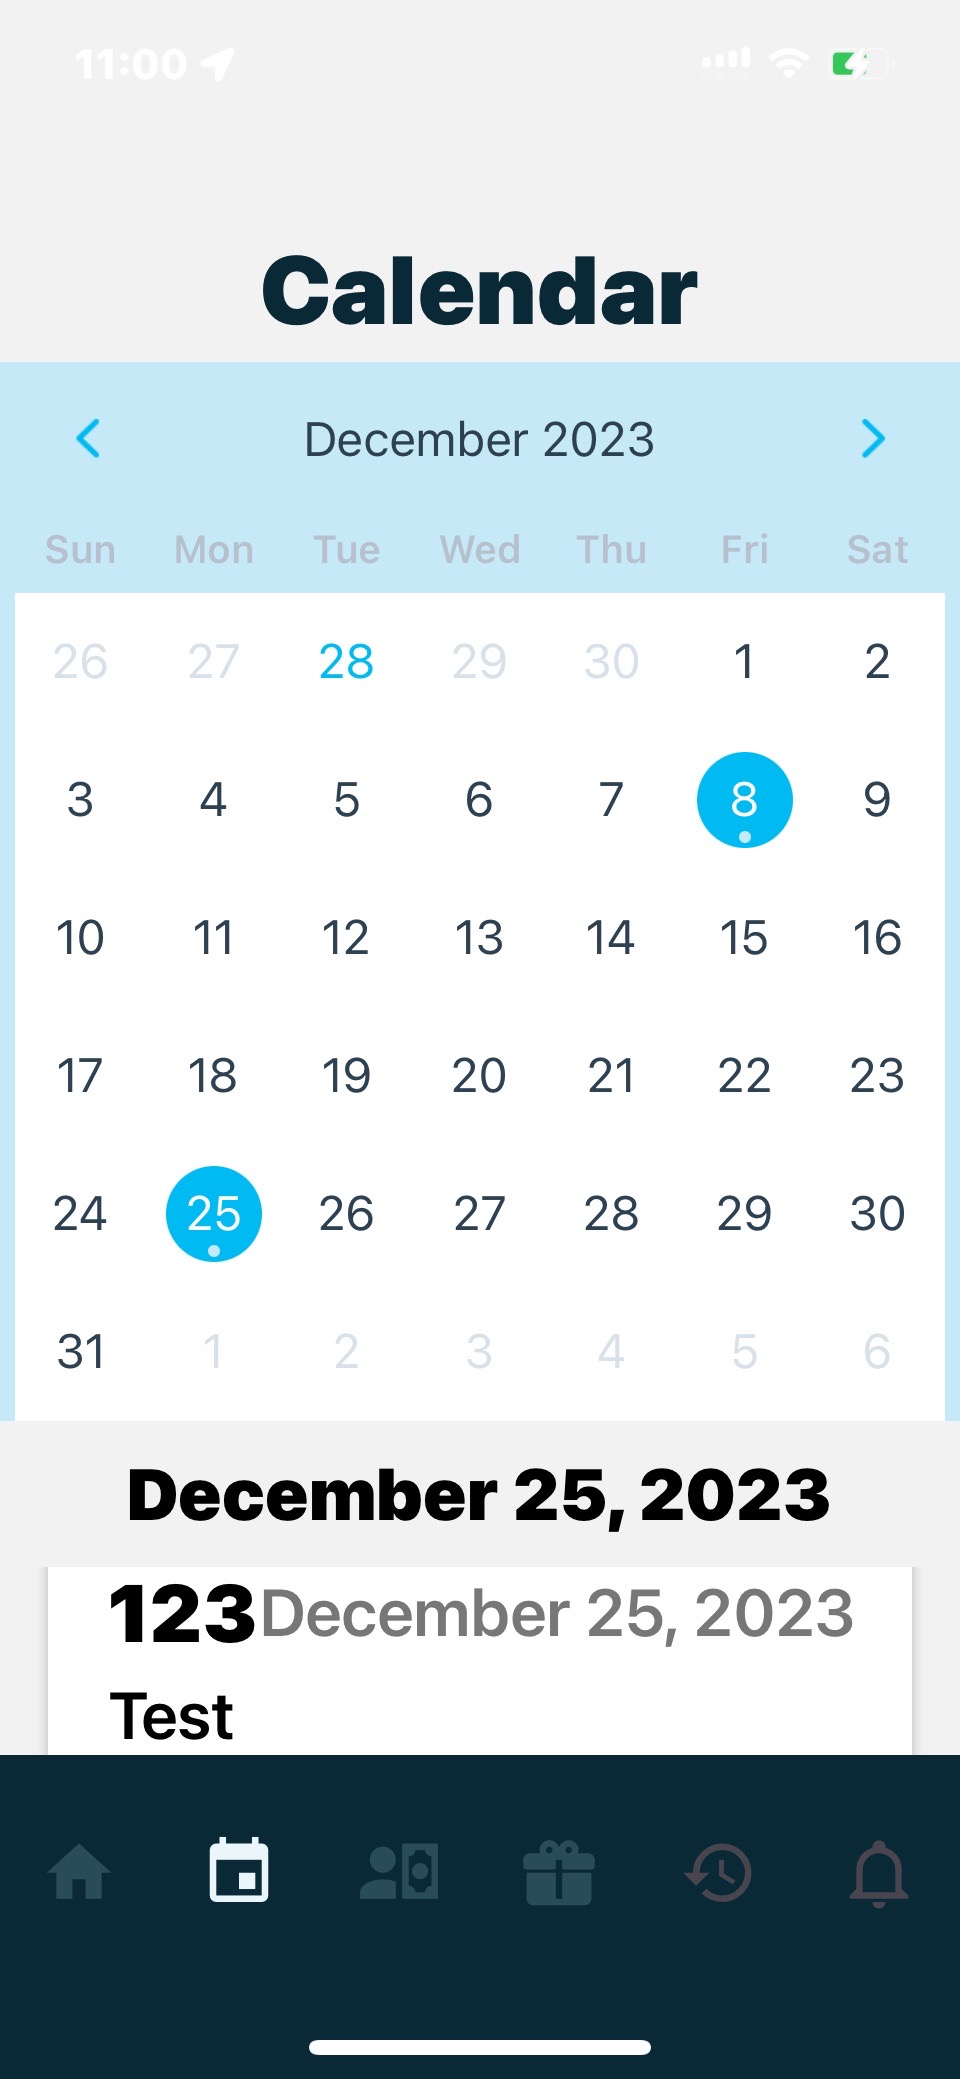 11:00
Calendar
December 2023
Sun Mon Tue Wed Thu Fri Sat
26 27 28 29 30 1 2
3 4 5 6 7 8 9
10 11 12 13 14 15 16
17 18 19 20 21 22 23
24 25 26 27 28 29 30
31 1 2 3 4 5 6
December 25, 2023
123 December 25, 2023
Test